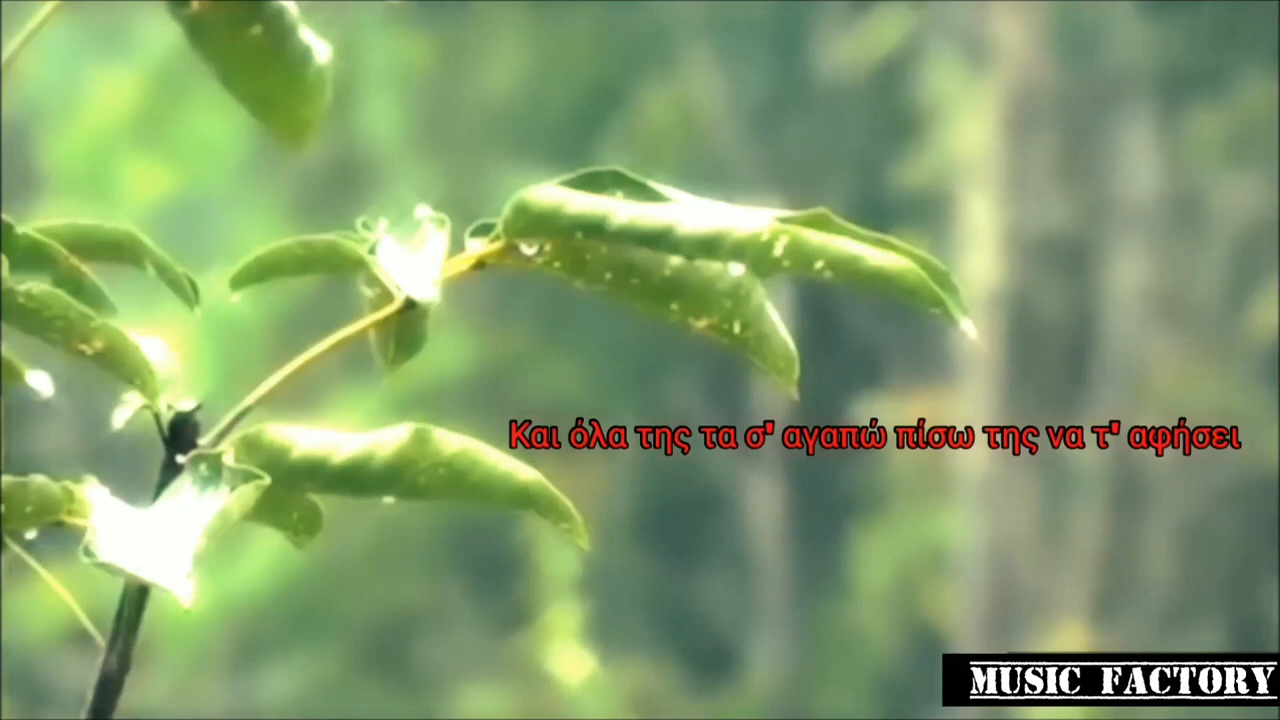 Και όλα της τα σ' αγαπώ πίσω της να τ' αφήσει
MUSIC FACTORY